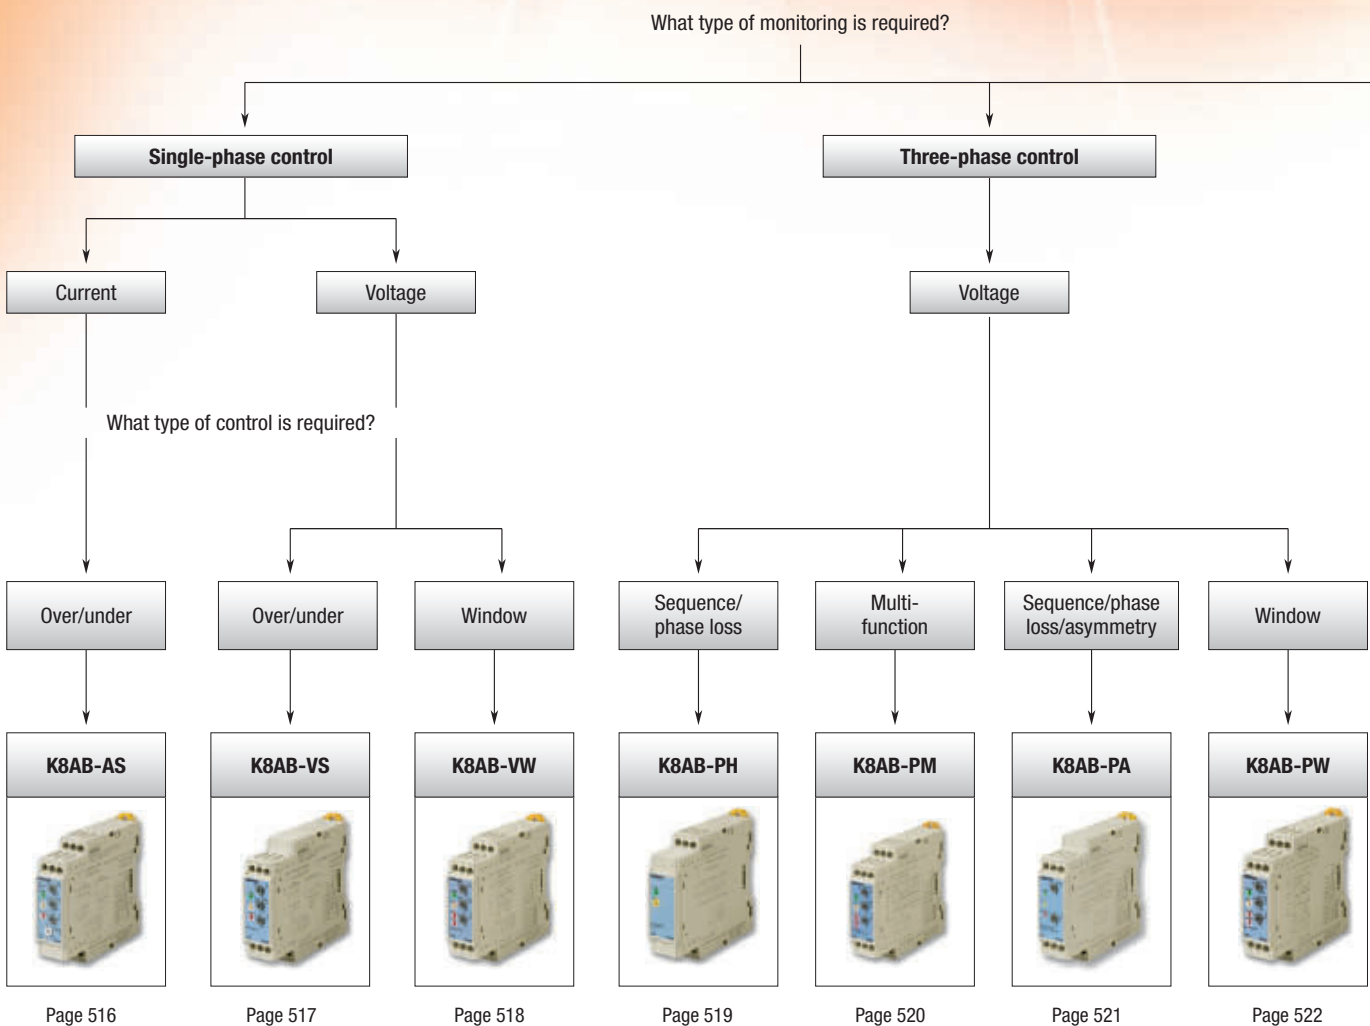 What type of monitoring is required?
Single-phase control
Three-phase control
Current
Voltage
Voltage
What type of control is required?
Over/under
Over/under
Window
Sequence/
phase loss
Multi-
function
Sequence/phase
loss/asymmetry
Window
K8AB-AS
K8AB-VS
K8AB-VW
K8AB-PH
K8AB-PM
K8AB-PA
K8AB-PW
Page 516
Page 517
Page 518
Page 519
Page 520
Page 521
Page 522